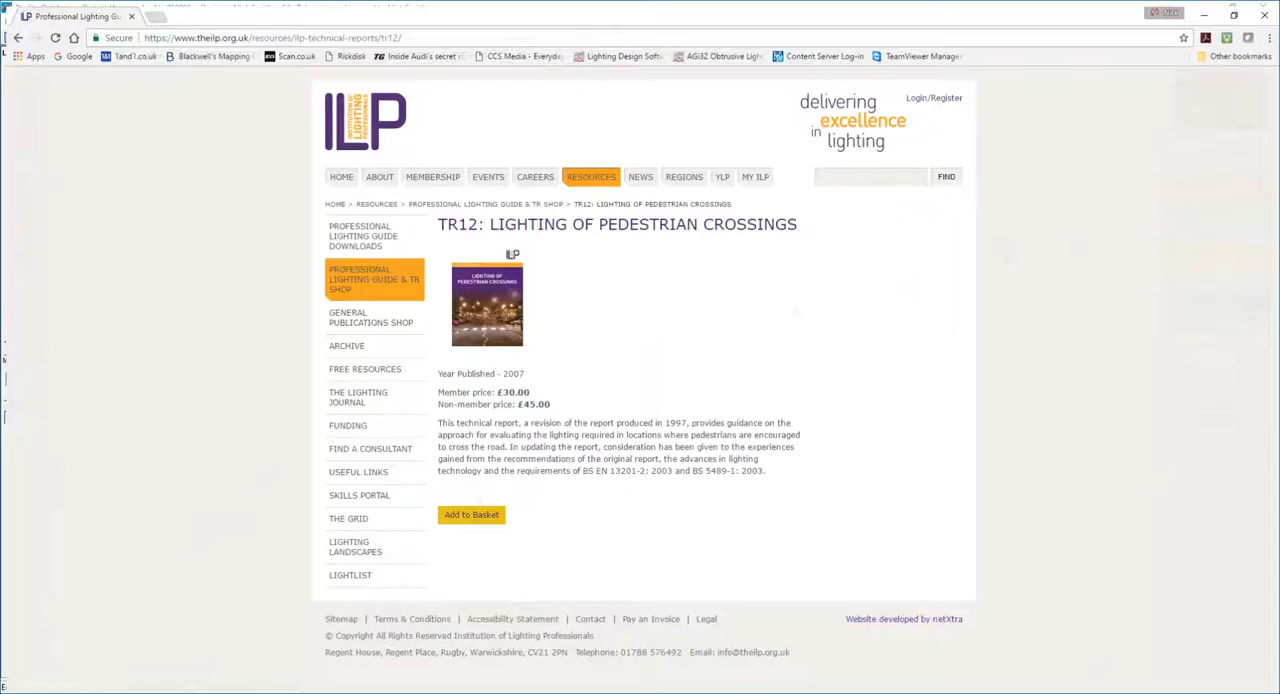 Professional Lighting Gu
Nick
Secure
https://www.theilp.org.uk/resources/ilp-technical-reports/tr12/
Apps
Google
1and1.co.uk
Blackwell's Mapping
Scan.co.uk
Riskdisk
TG Inside Audi's secret r
CCS Media - Everyda
Lighting Design Soft
AGi32 Obtrusive Ligh
Content Server Log-in
TeamViewer Manager
Other bookmarks
ILP
INSTITUTION OF LIGHTING PROFESSIONALS
delivering
excellence
in lighting
Login/Register
HOME ABOUT MEMBERSHIP EVENTS CAREERS RESOURCES NEWS REGIONS YLP MY ILP
FIND
HOME > RESOURCES > PROFESSIONAL LIGHTING GUIDE & TR SHOP > TR12: LIGHTING OF PEDESTRIAN CROSSINGS
PROFESSIONAL
LIGHTING GUIDE
DOWNLOADS
PROFESSIONAL
LIGHTING GUIDE & TR
SHOP
GENERAL
PUBLICATIONS SHOP
ARCHIVE
FREE RESOURCES
THE LIGHTING
JOURNAL
FUNDING
FIND A CONSULTANT
USEFUL LINKS
SKILLS PORTAL
THE GRID
LIGHTING
LANDSCAPES
LIGHTLIST
TR12: LIGHTING OF PEDESTRIAN CROSSINGS
ILP
LIGHTING OF
PEDESTRIAN CROSSINGS
Year Published - 2007
Member price: £30.00
Non-member price: £45.00
This technical report, a revision of the report produced in 1997, provides guidance on the
approach for evaluating the lighting required in locations where pedestrians are encouraged
to cross the road. In updating the report, consideration has been given to the experiences
gained from the recommendations of the original report, the advances in lighting
technology and the requirements of BS EN 13201-2: 2003 and BS 5489-1: 2003.
Add to Basket
Sitemap | Terms & Conditions | Accessibility Statement | Contact | Pay an Invoice | Legal
Website developed by netXtra
© Copyright All Rights Reserved Institution of Lighting Professionals
Regent House, Regent Place, Rugby, Warwickshire, CV21 2PN Telephone: 01788 576492 Email: info@theilp.org.uk